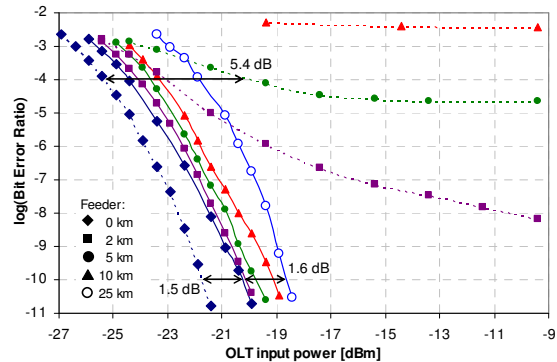 -2
-3
-4
-5
-6
-7
-8
-9
-10
-11
log(Bit Error Ratio)
5.4 dB
Feeder:
0 km
2 km
5 km
10 km
25 km
1.5 dB
1.6 dB
-27 -25 -23 -21 -19 -17 -15 -13 -11 -9
OLT input power [dBm]